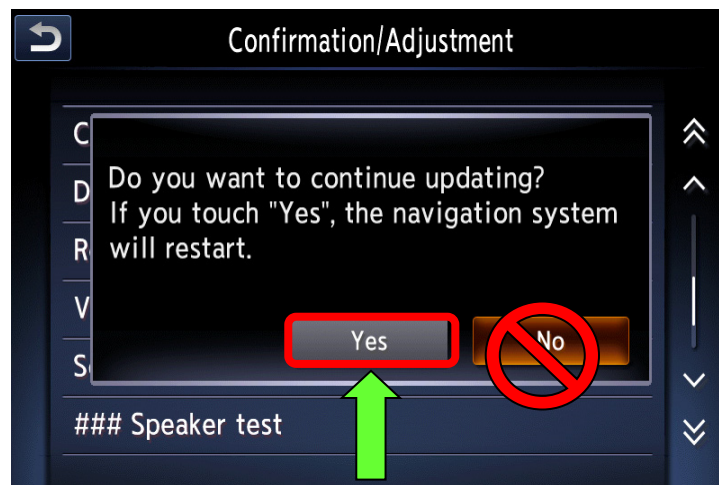 Confirmation/Adjustment
C
D
R
V
S
Do you want to continue updating?
If you touch "Yes", the navigation system
will restart.
Yes
No
### Speaker test